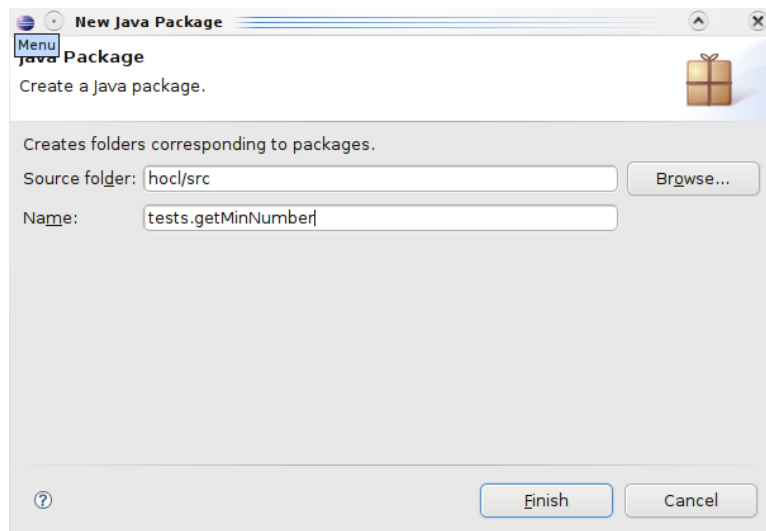 New Java Package
Menu
Java Package
Create a Java package.
Creates folders corresponding to packages.
Source folder: hocl/src Browse...
Name: tests.getMinNumber
Finish Cancel